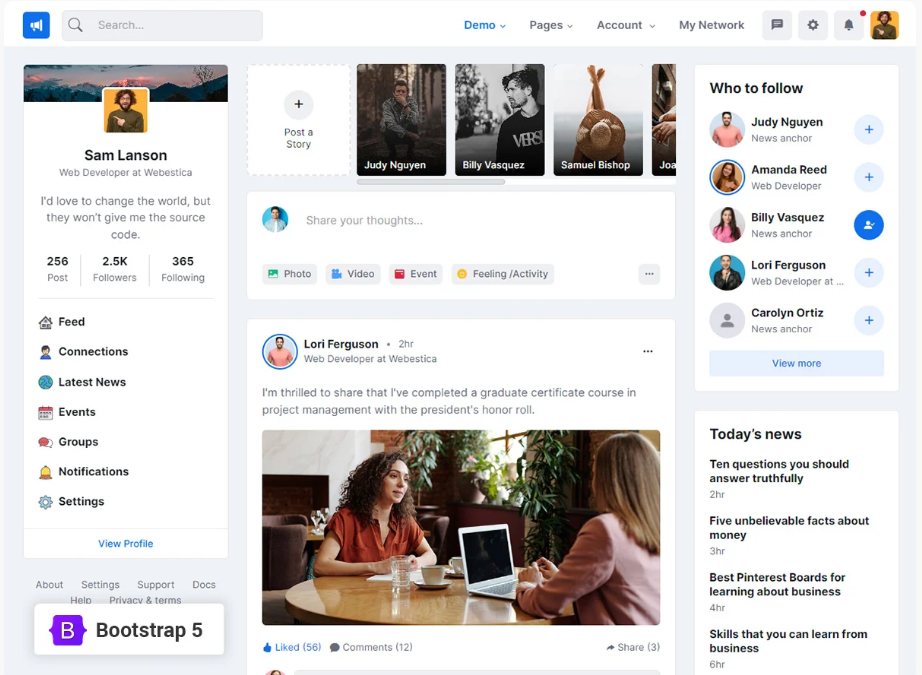 Search...
Demo
Pages
Account
My Network
Sam Lanson
Web Developer at Webestica
I'd love to change the world, but
they won't give me the source
code.
256
Post
2.5K
Followers
365
Following
Feed
Connections
Latest News
Events
Groups
Notifications
Settings
View Profile
About Settings Support Docs
Help Privacy & terms
B Bootstrap 5
+
Post a
Story
Judy Nguyen
Billy Vasquez
VERS
Samuel Bishop
Joa
Share your thoughts...
Photo
Video
Event
Feeling /Activity
...
Lori Ferguson • 2hr
Web Developer at Webestica
...
I'm thrilled to share that I've completed a graduate certificate course in
project management with the president's honor roll.
Liked (56)
Comments (12)
Share (3)
Who to follow
Judy Nguyen
News anchor
Amanda Reed
Web Developer
Billy Vasquez
News anchor
Lori Ferguson
Web Developer at ...
Carolyn Ortiz
News anchor
View more
Today's news
Ten questions you should
answer truthfully
2hr
Five unbelievable facts about
money
3hr
Best Pinterest Boards for
learning about business
4hr
Skills that you can learn from
business
6hr